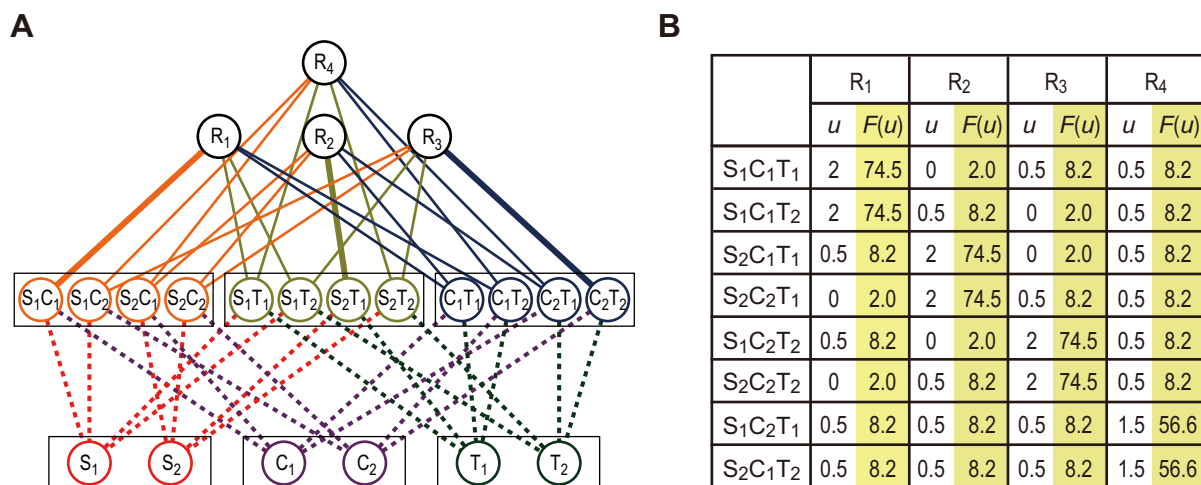 A
R₄
R₁ R₂ R₃
S₁C₁ S₁C₂ S₂C₁ S₂C₂ S₁T₁ S₁T₂ S₂T₁ S₂T₂ C₁T₁ C₁T₂ C₂T₁ C₂T₂
S₁ S₂ C₁ C₂ T₁ T₂
B
R₁ R₂ R₃ R₄
u F(u) u F(u) u F(u) u F(u)
S₁C₁T₁ 2 74.5 0 2.0 0.5 8.2 0.5 8.2
S₁C₁T₂ 2 74.5 0.5 8.2 0 2.0 0.5 8.2
S₂C₁T₁ 0.5 8.2 2 74.5 0 2.0 0.5 8.2
S₂C₂T₁ 0 2.0 2 74.5 0.5 8.2 0.5 8.2
S₁C₂T₂ 0.5 8.2 0 2.0 2 74.5 0.5 8.2
S₂C₂T₂ 0 2.0 0.5 8.2 2 74.5 0.5 8.2
S₁C₂T₁ 0.5 8.2 0.5 8.2 0.5 8.2 1.5 56.6
S₂C₁T₂ 0.5 8.2 0.5 8.2 0.5 8.2 1.5 56.6